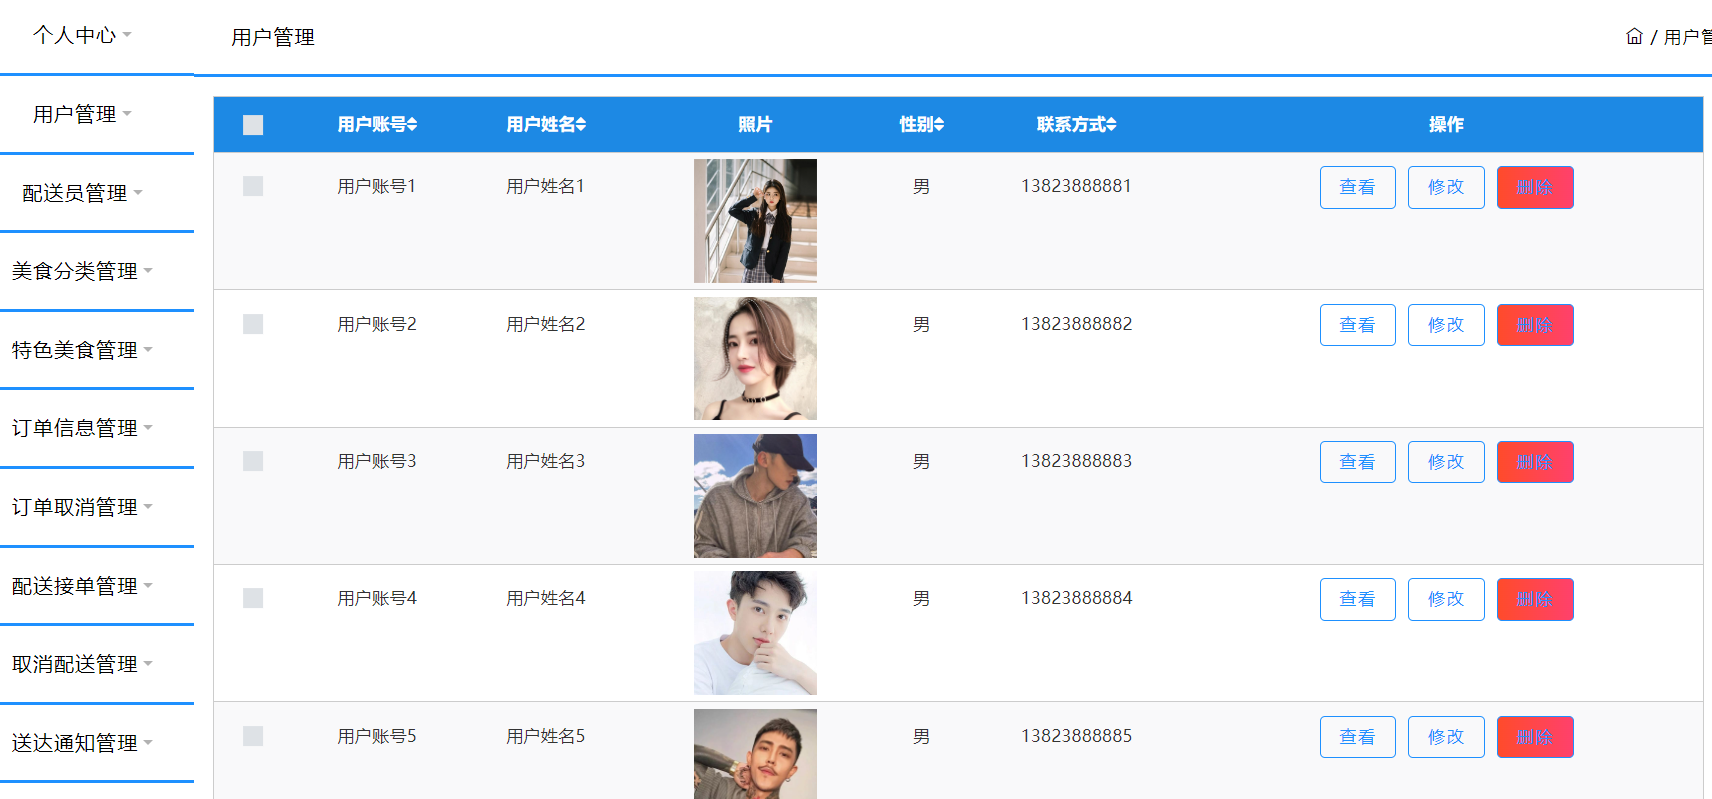 个人中心
用户管理
配送员管理
美食分类管理
特色美食管理
订单信息管理
订单取消管理
配送接单管理
取消配送管理
送达通知管理
用户管理
/ 用户管
用户账号 用户姓名 照片 性别 联系方式 操作
用户账号1 用户姓名1 男 13823888881 查看 修改 删除
用户账号2 用户姓名2 男 13823888882 查看 修改 删除
用户账号3 用户姓名3 男 13823888883 查看 修改 删除
用户账号4 用户姓名4 男 13823888884 查看 修改 删除
用户账号5 用户姓名5 男 13823888885 查看 修改 删除